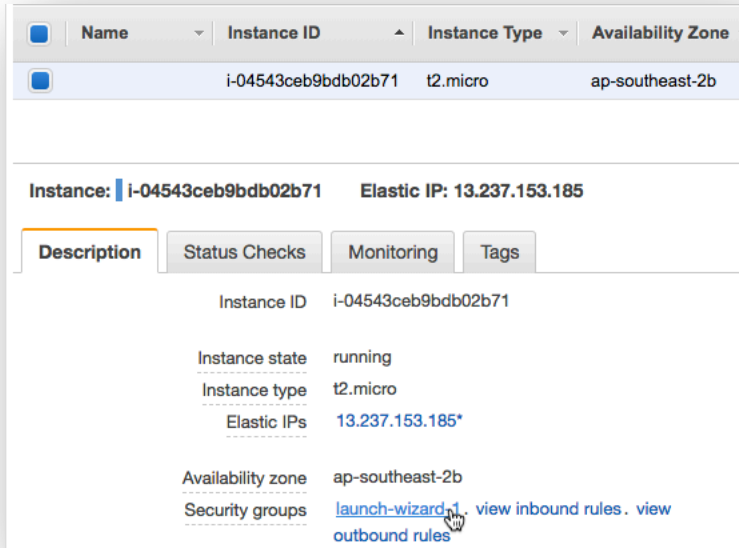 Name Instance ID Instance Type Availability Zone
i-04543ceb9bdb02b71 t2.micro ap-southeast-2b
Instance: i-04543ceb9bdb02b71 Elastic IP: 13.237.153.185
Description Status Checks Monitoring Tags
Instance ID i-04543ceb9bdb02b71
Instance state running
Instance type t2.micro
Elastic IPs 13.237.153.185*
Availability zone ap-southeast-2b
Security groups launch-wizard-1. view inbound rules. view
outbound rules